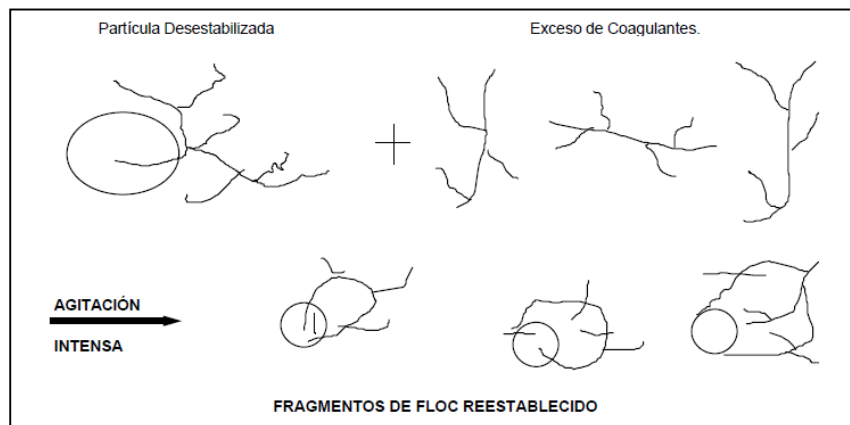 Partícula Desestabilizada
Exceso de Coagulantes.
AGITACIÓN
INTENSA
FRAGMENTOS DE FLOC REESTABLECIDO